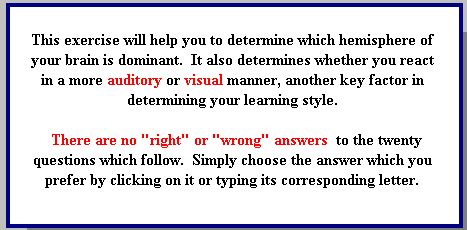 This exercise will help you to determine which hemisphere of
your brain is dominant.  It also determines whether you react
in a more auditory or visual manner, another key factor in
determining your learning style.
There are no "right" or "wrong" answers  to the twenty
questions which follow.  Simply choose the answer which you
prefer by clicking on it or typing its corresponding letter.